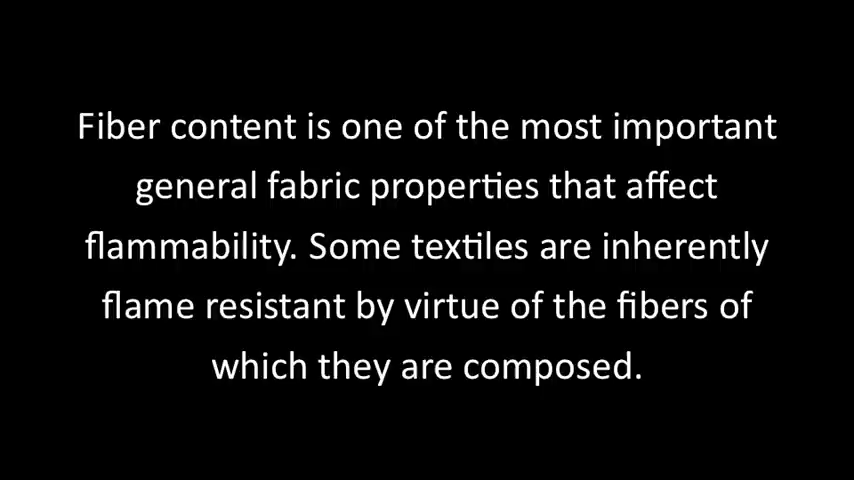 Fiber content is one of the most important
general fabric properties that affect
flammability. Some textiles are inherently
flame resistant by virtue of the fibers of
which they are composed.